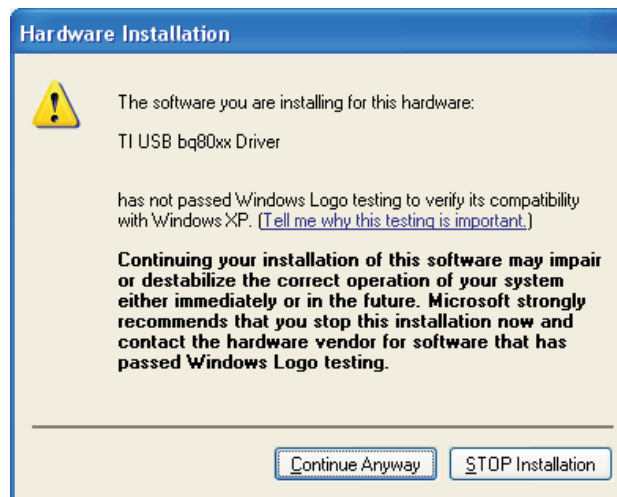 Hardware Installation
The software you are installing for this hardware:
TI USB bq80xx Driver
has not passed Windows Logo testing to verify its compatibility
with Windows XP. (Tell me why this testing is important.)
Continuing your installation of this software may impair
or destabilize the correct operation of your system
either immediately or in the future. Microsoft strongly
recommends that you stop this installation now and
contact the hardware vendor for software that has
passed Windows Logo testing.
Continue Anyway STOP Installation